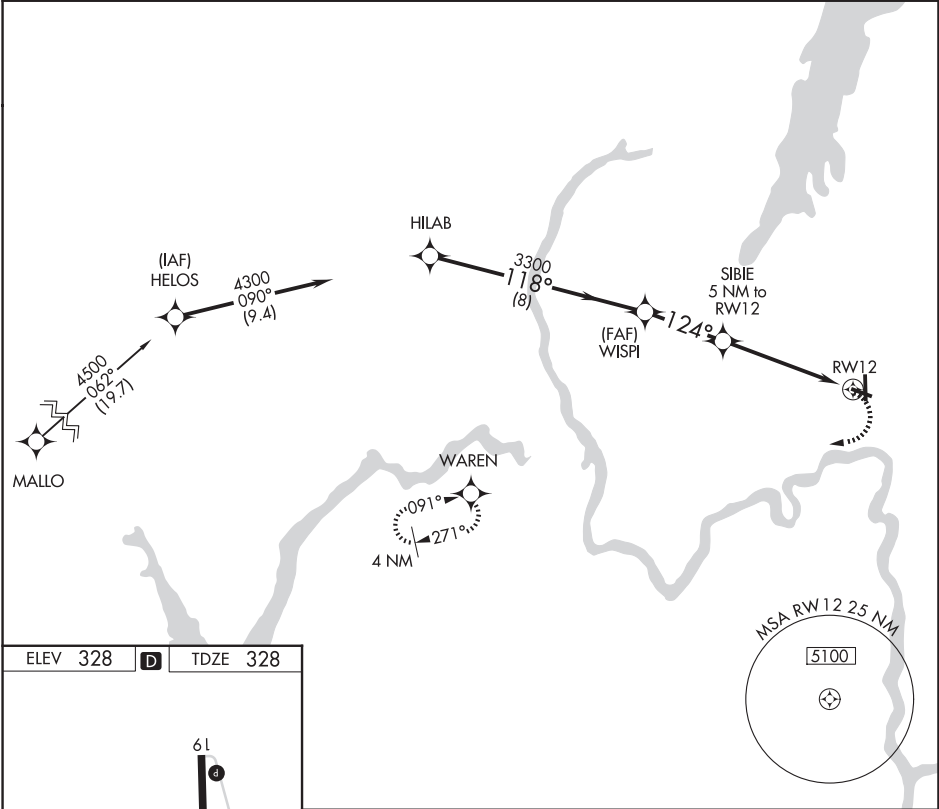 HILAB
(IAF)
HELOS
4300
090°
(9.4)
3300
118°
(8)
SIBIE
5 NM to
RW12
(FAF)
WISPI
124°
RW12
4500
062°
(19.7)
MALLO
WAREN
091°
271°
4 NM
MSA RW12 25 NM
5100
ELEV 328 D TDZE 328
19
P